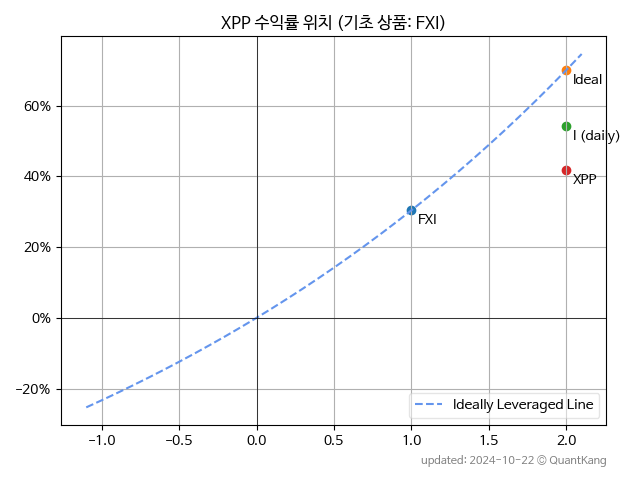 XPP 수익률 위치 (기초 상품: FXI)
Ideal
60%
I (daily)
40%
XPP
FXI
20%
0%
−20%
Ideally Leveraged Line
−1.0 −0.5 0.0 0.5 1.0 1.5 2.0
updated: 2024-10-22 © QuantKang